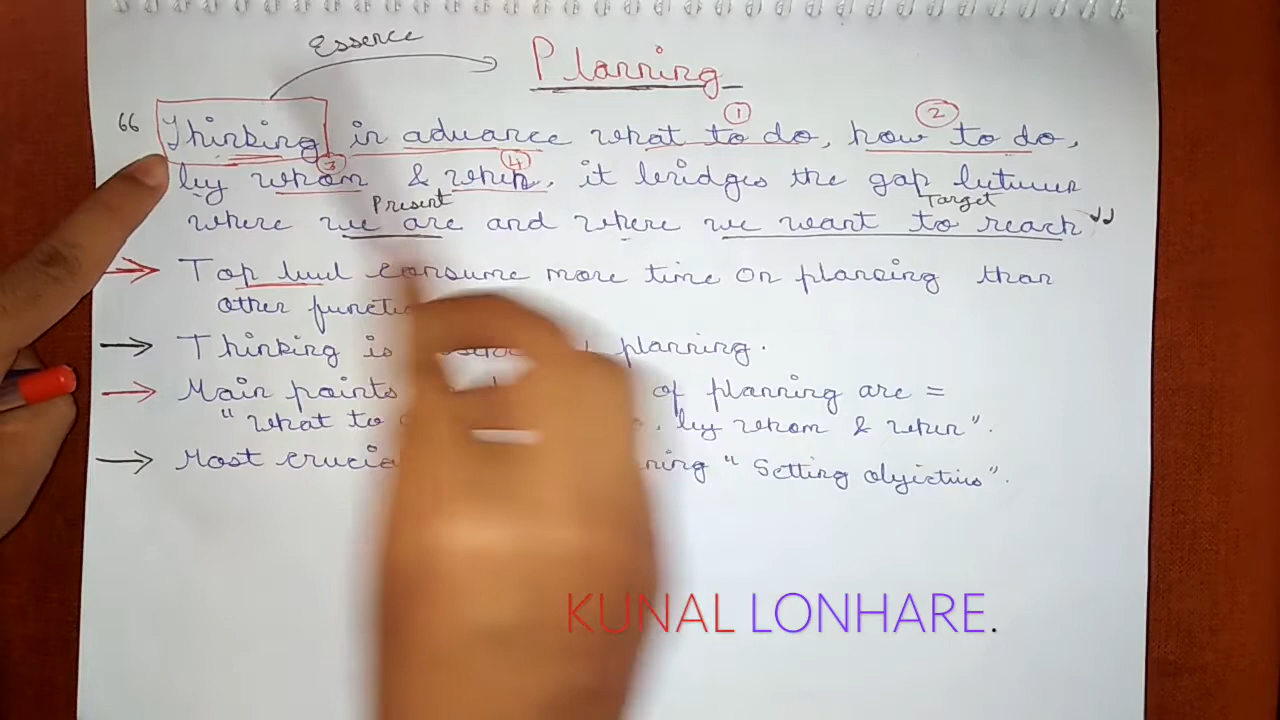 Essence
Planning
1 2
66 Thinking in advance what to do, how to do,
3 4
by whom & when, it bridges the gap between
Present Target
where we are and where we want to reach"
→ Top level consume more time on planning than
other
→ Thinking is planning.
→ Main points of planning are =
"What to , by whom & when".
→ Most "Setting objectives".
KUNAL LONHARE.